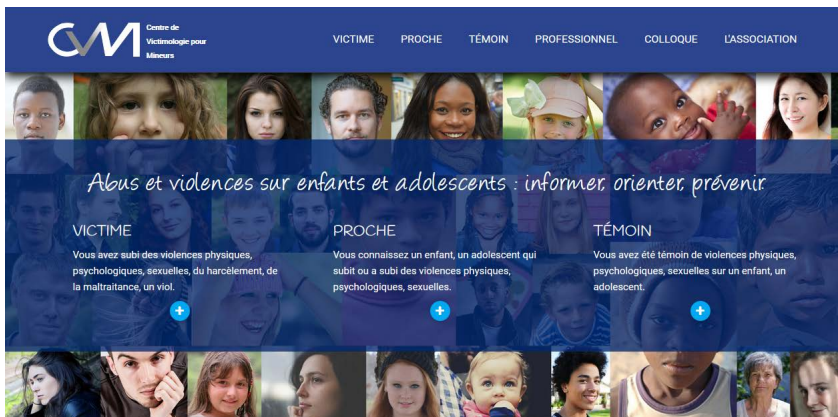 CVM
Centre de
Victimologie pour
Mineurs
VICTIME
PROCHE
TÉMOIN
PROFESSIONNEL
COLLOQUE
L'ASSOCIATION
Abus et violences sur enfants et adolescents : informer, orienter, prévenir
VICTIME
Vous avez subi des violences physiques,
psychologiques, sexuelles, du harcèlement, de
la maltraitance, un viol.
+
PROCHE
Vous connaissez un enfant, un adolescent qui
subit ou a subi des violences physiques,
psychologiques, sexuelles.
+
TÉMOIN
Vous avez été témoin de violences physiques,
psychologiques, sexuelles sur un enfant, un
adolescent.
+